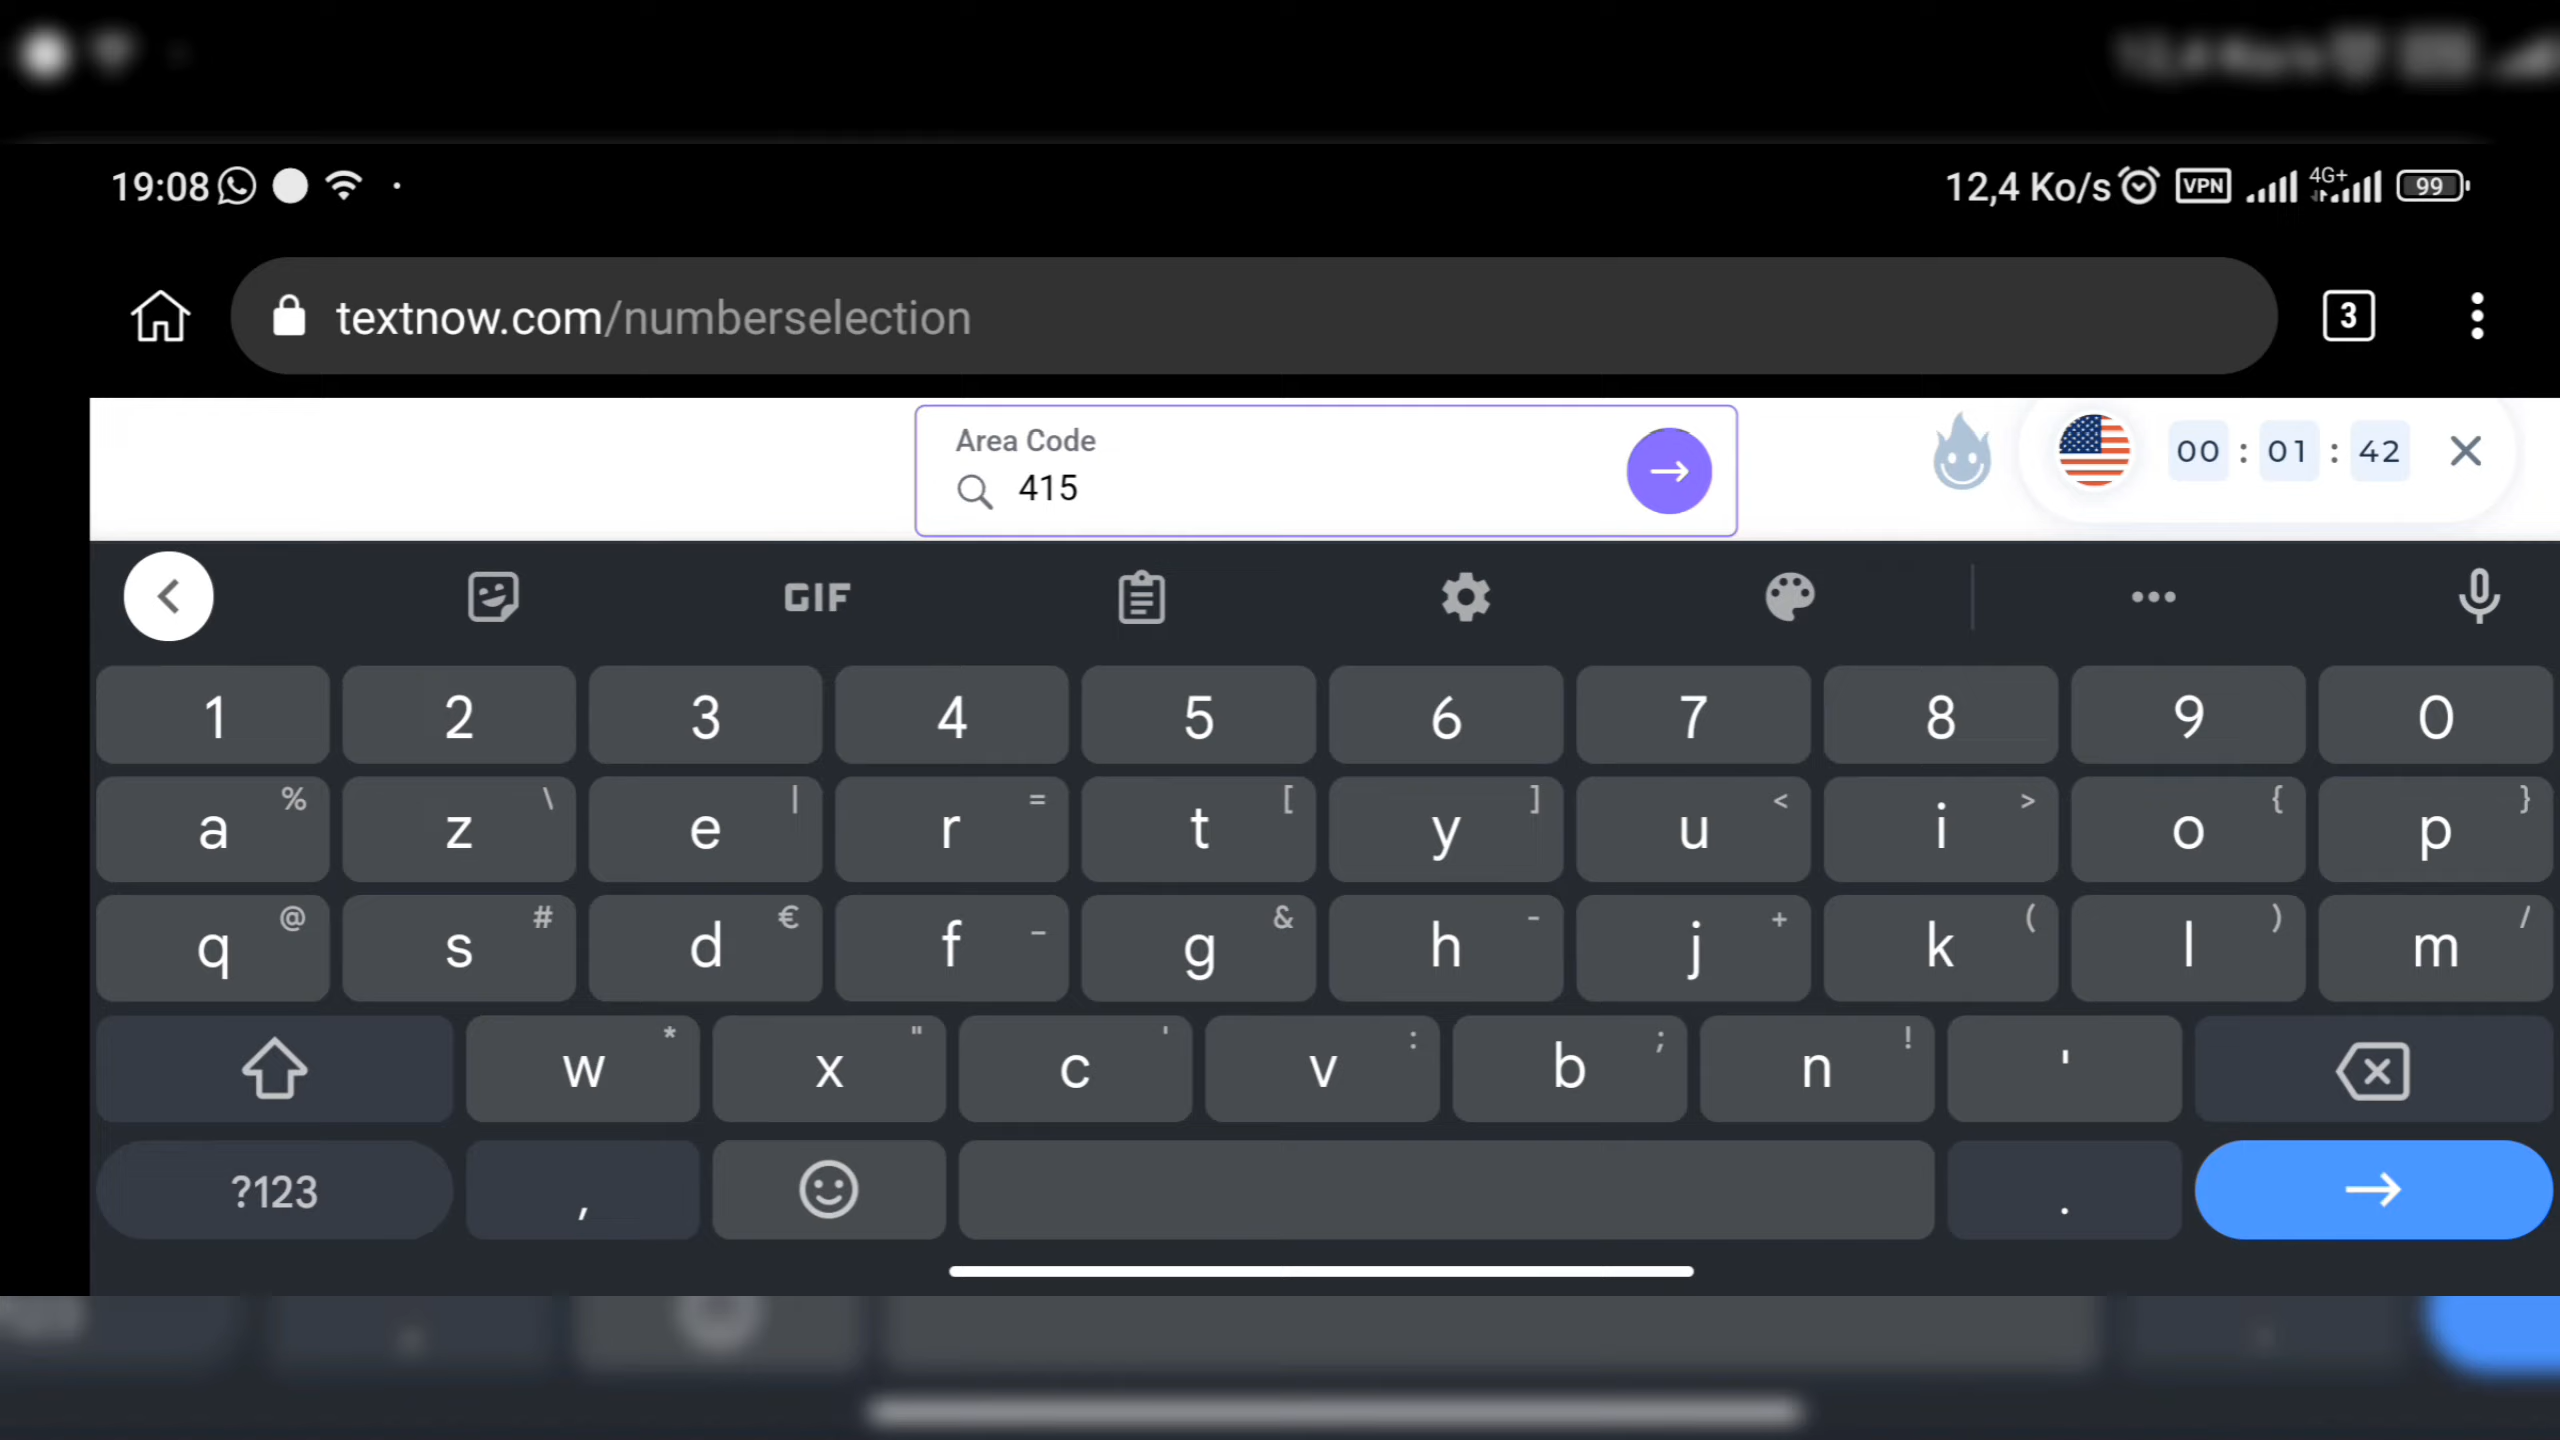 19:08 12,4 Ko/s VPN 4G+ 99
textnow.com/numberselection 3
Area Code
415
00 : 01 : 42
GIF
1 2 3 4 5 6 7 8 9 0
a % z \ e | r = t [ y ] u < i > o { p }
q @ s # d € f _ g & h - j + k ( l ) m /
w * x " c ' v : b ; n ! '
?123 , .